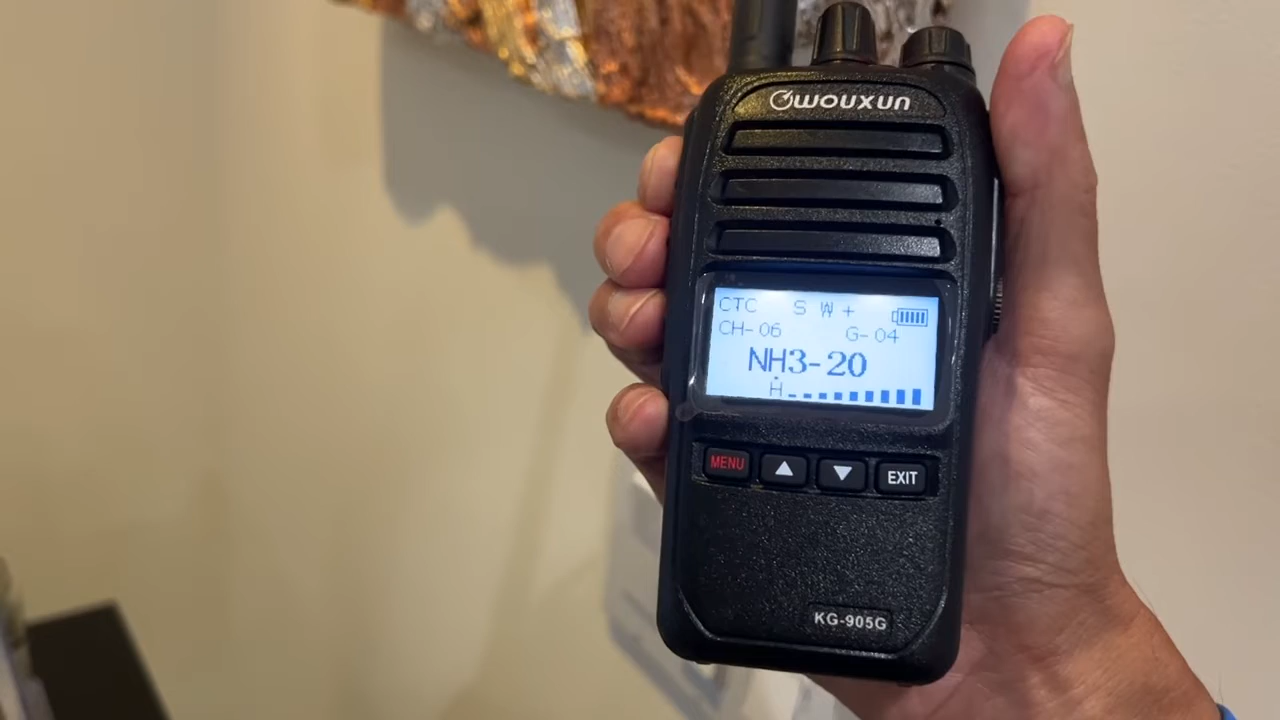 WOUXUN
CTC S W +
CH-06 G-04
NH3-20
H
MENU ▲ ▼ EXIT
KG-905G